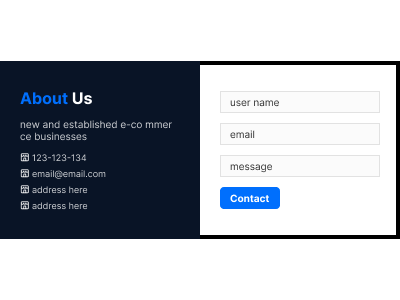 About Us
new and established e-co mmer
ce businesses
123-123-134
email@email.com
address here
address here
user name
email
message
Contact